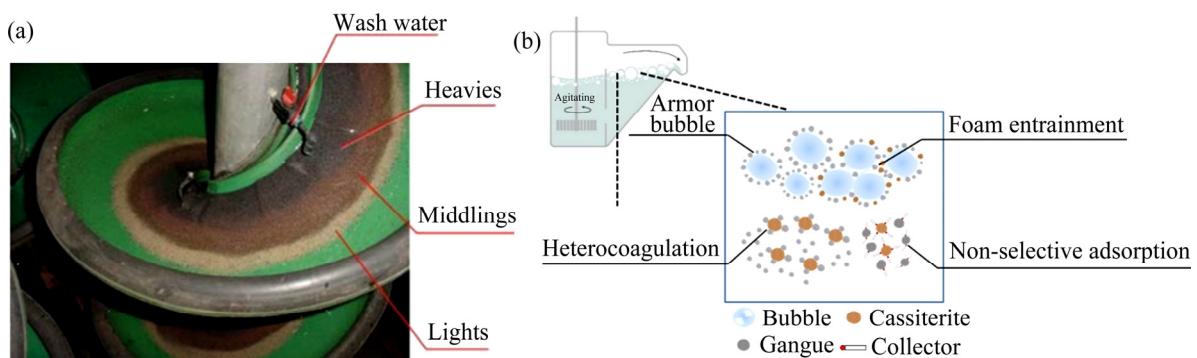 (a)
Wash water
Heavies
Middlings
Lights
(b)
Agitating
Armor
bubble
Foam entrainment
Heterocoagulation
Non-selective adsorption
Bubble
Cassiterite
Gangue
Collector